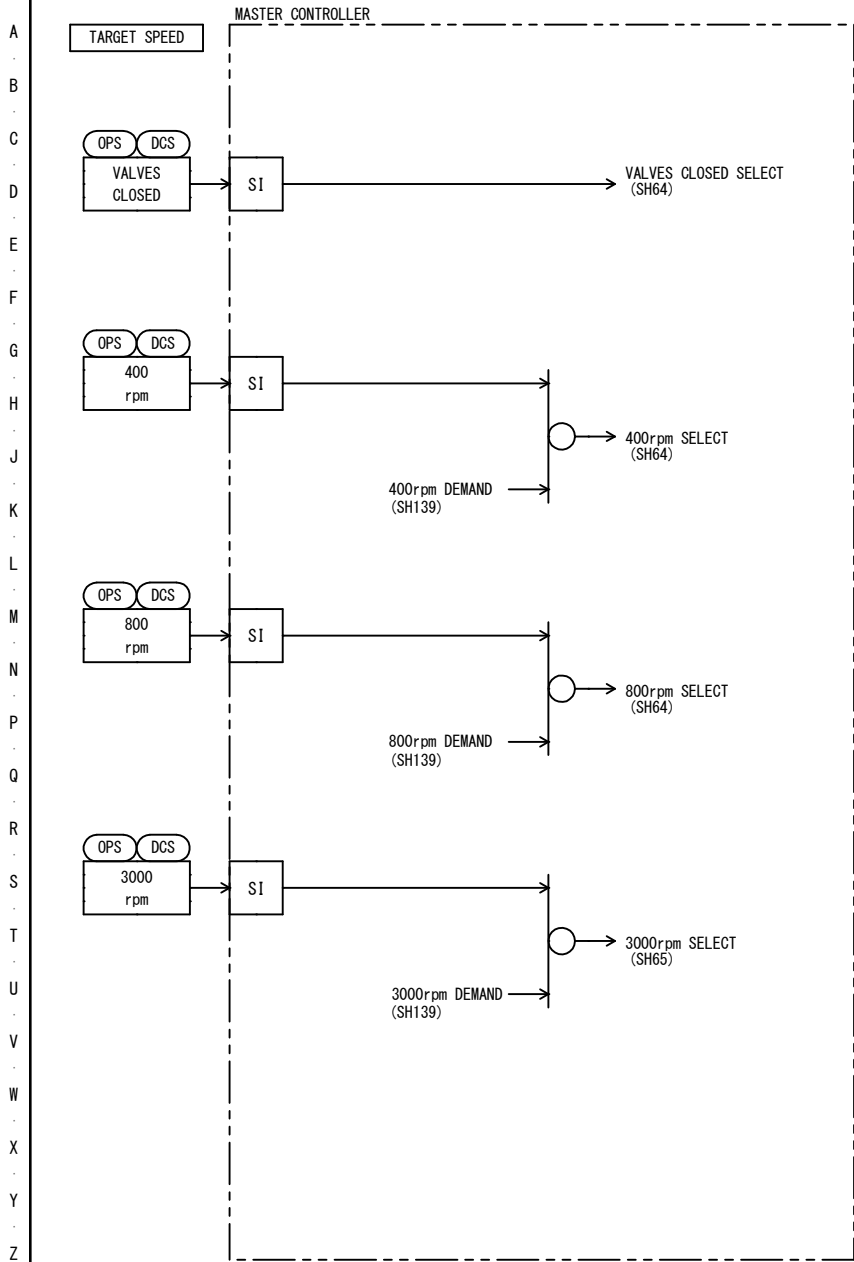 MASTER CONTROLLER
A
TARGET SPEED
B
C
OPS DCS
VALVES
CLOSED
SI
VALVES CLOSED SELECT
(SH64)
D
E
F
OPS DCS
G
400
rpm
SI
H
400rpm SELECT
(SH64)
J
400rpm DEMAND
(SH139)
K
L
OPS DCS
M
800
rpm
SI
N
800rpm SELECT
(SH64)
P
800rpm DEMAND
(SH139)
Q
R
OPS DCS
3000
rpm
S
SI
T
3000rpm SELECT
(SH65)
U
3000rpm DEMAND
(SH139)
V
W
X
Y
Z